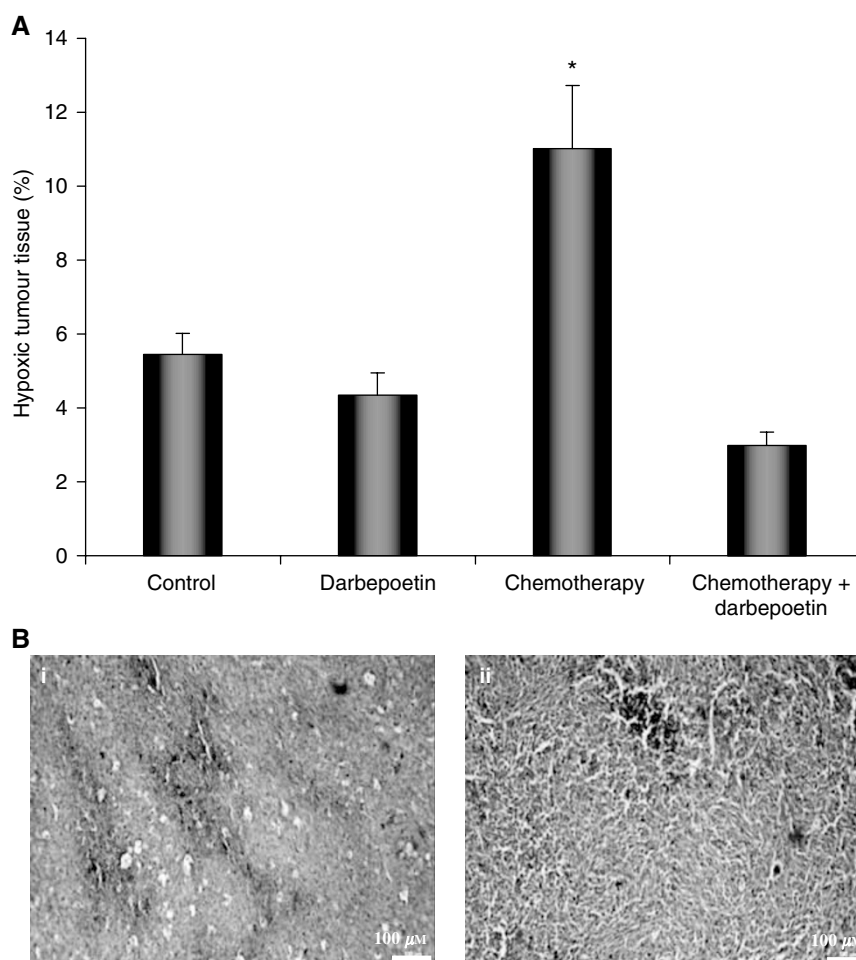 A
14
12
10
8
6
4
2
0
Hypoxic tumour tissue (%)
*
Control
Darbepoetin
Chemotherapy
Chemotherapy +
darbepoetin
B
i
100 µM
ii
100 µM